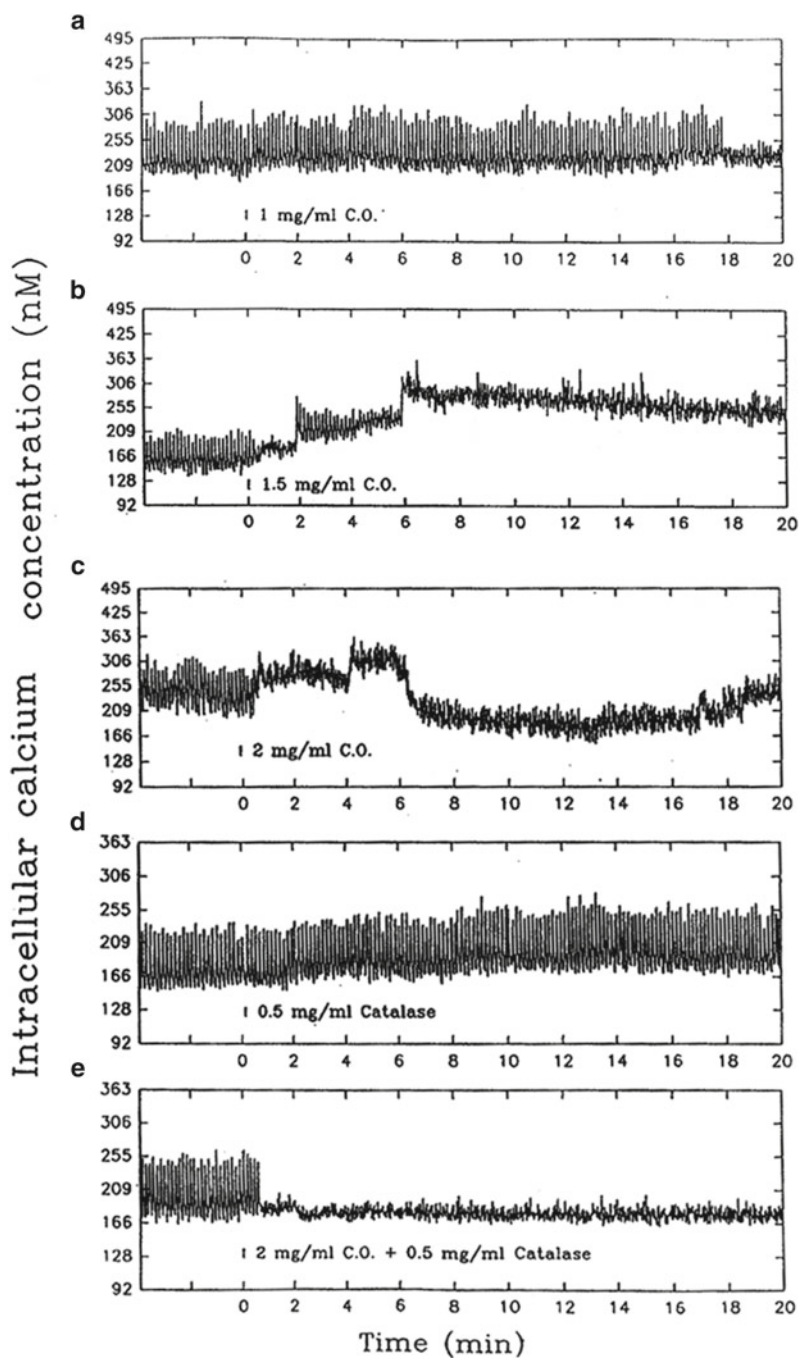 Intracellular calcium concentration (nM)
a
495
425
363
306
255
209
166
128
92
1 mg/ml C.O.
0 2 4 6 8 10 12 14 16 18 20
b
495
425
363
306
255
209
166
128
92
1.5 mg/ml C.O.
0 2 4 6 8 10 12 14 16 18 20
c
495
425
363
306
255
209
166
128
92
2 mg/ml C.O.
0 2 4 6 8 10 12 14 16 18 20
d
363
306
255
209
166
128
92
0.5 mg/ml Catalase
0 2 4 6 8 10 12 14 16 18 20
e
363
306
255
209
166
128
92
2 mg/ml C.O. + 0.5 mg/ml Catalase
0 2 4 6 8 10 12 14 16 18 20
Time (min)